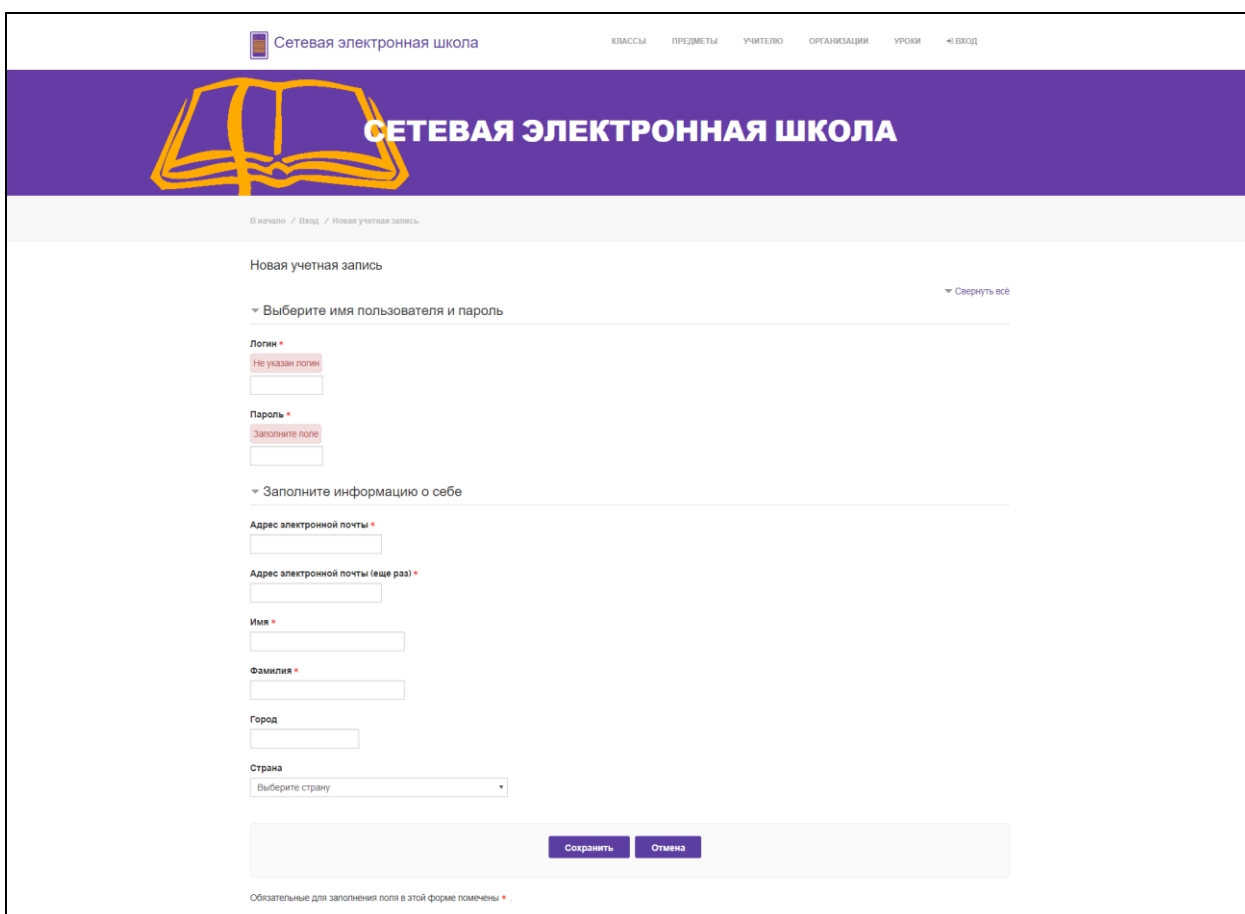 Сетевая электронная школа
КЛАССЫ ПРЕДМЕТЫ УЧИТЕЛЮ ОРГАНИЗАЦИИ УРОКИ ВХОД
СЕТЕВАЯ ЭЛЕКТРОННАЯ ШКОЛА
В начало / Вход / Новая учетная запись
Новая учетная запись
Свернуть всё
Выберите имя пользователя и пароль
Логин *
Не указан логин
Пароль *
Заполните поле
Заполните информацию о себе
Адрес электронной почты *
Адрес электронной почты (еще раз) *
Имя *
Фамилия *
Город
Страна
Выберите страну
Сохранить Отмена
Обязательные для заполнения поля в этой форме помечены *